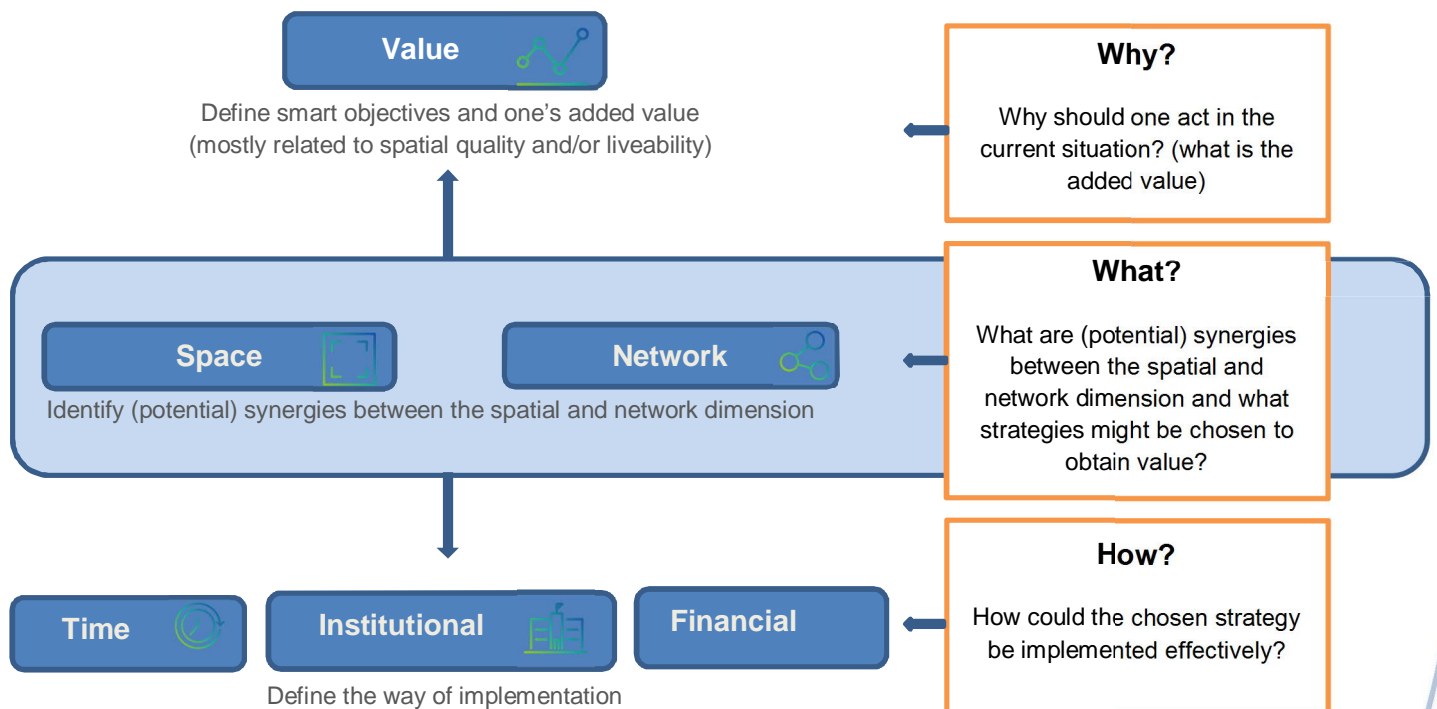 Value
Define smart objectives and one's added value
(mostly related to spatial quality and/or liveability)
Why?
Why should one act in the
current situation? (what is the
added value)
Space
Network
Identify (potential) synergies between the spatial and network dimension
What?
What are (potential) synergies
between the spatial and
network dimension and what
strategies might be chosen to
obtain value?
Time
Institutional
Financial
Define the way of implementation
How?
How could the chosen strategy
be implemented effectively?